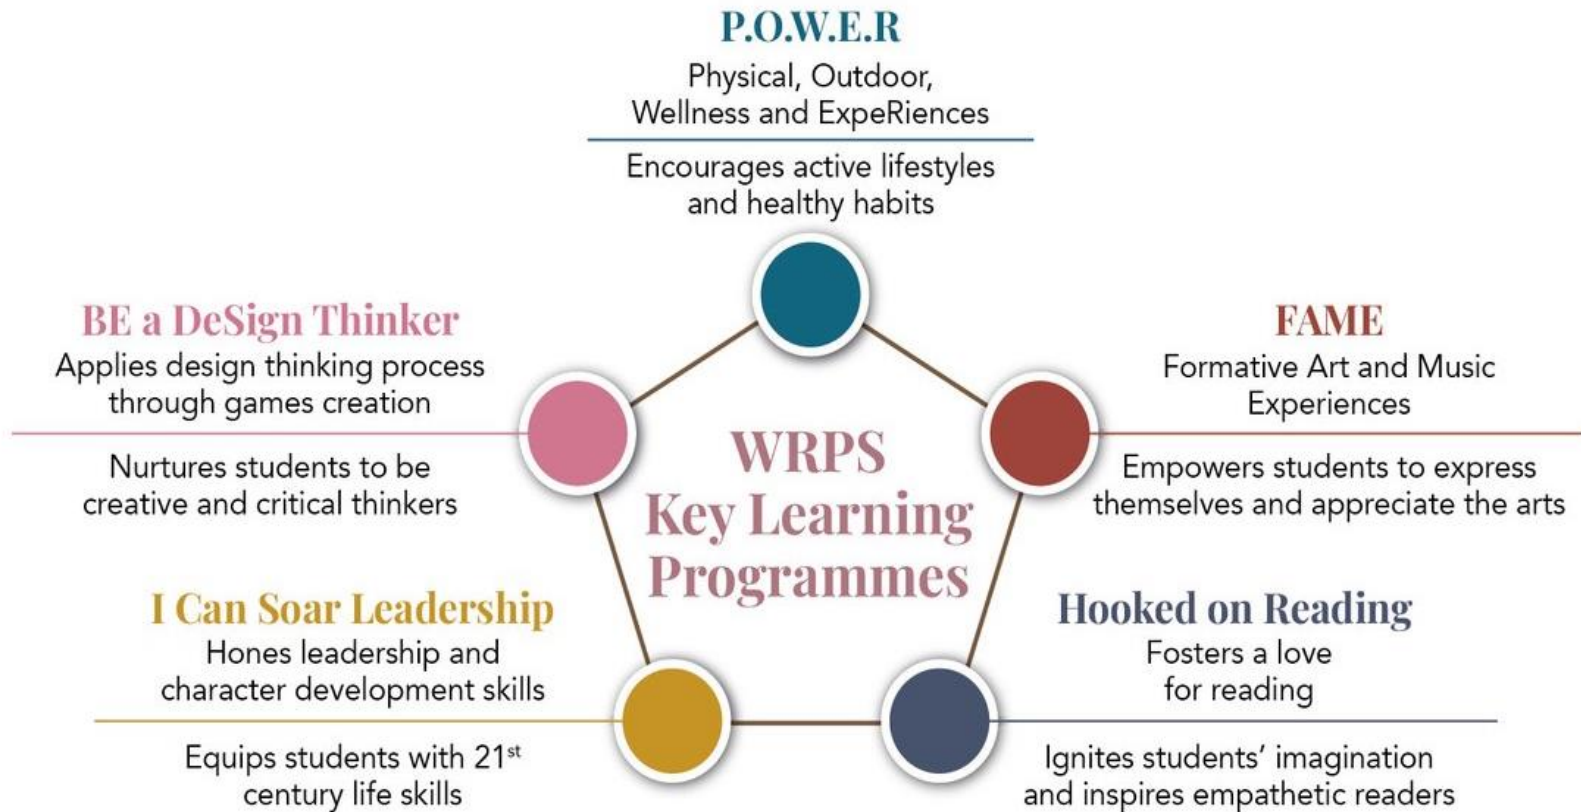 P.O.W.E.R
Physical, Outdoor,
Wellness and ExpeRiences
Encourages active lifestyles
and healthy habits
BE a DeSign Thinker
Applies design thinking process
through games creation
Nurtures students to be
creative and critical thinkers
FAME
Formative Art and Music
Experiences
Empowers students to express
themselves and appreciate the arts
WRPS
Key Learning
Programmes
I Can Soar Leadership
Hones leadership and
character development skills
Equips students with 21st
century life skills
Hooked on Reading
Fosters a love
for reading
Ignites students’ imagination
and inspires empathetic readers